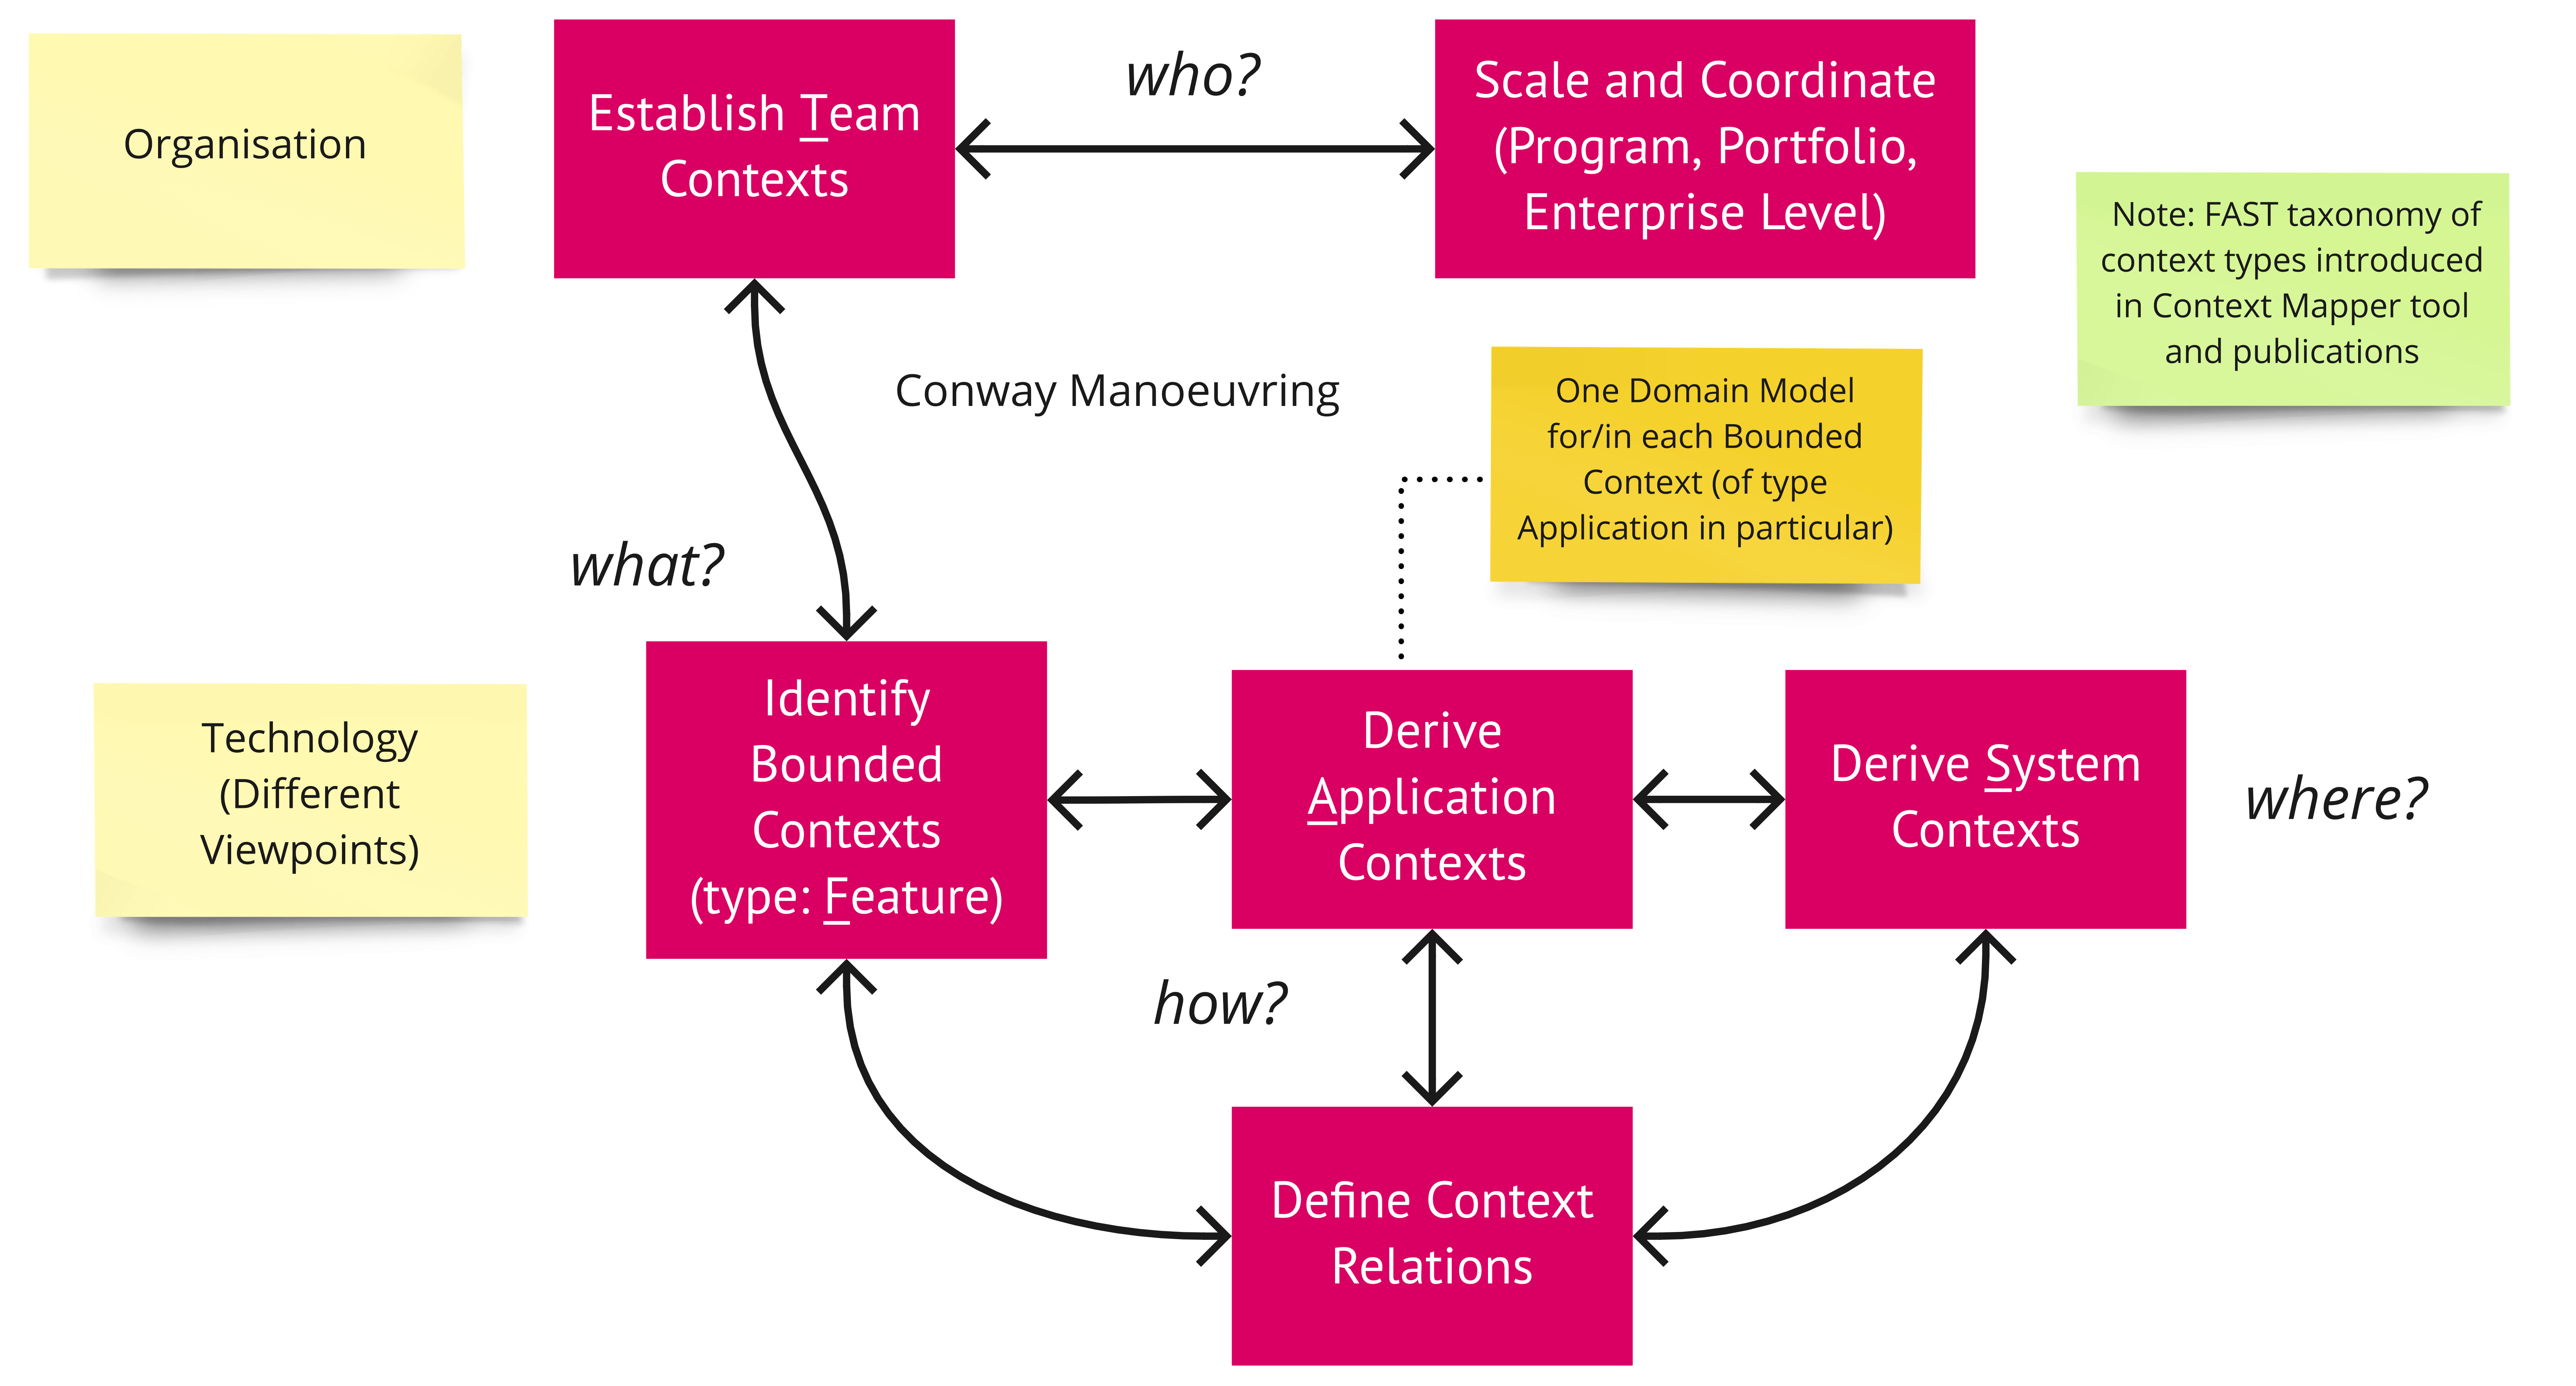 Organisation
Establish Team
Contexts
who?
Scale and Coordinate
(Program, Portfolio,
Enterprise Level)
Note: FAST taxonomy of
context types introduced
in Context Mapper tool
and publications
Conway Manoeuvring
One Domain Model
for/in each Bounded
Context (of type
Application in particular)
what?
Technology
(Different
Viewpoints)
Identify
Bounded
Contexts
(type: Feature)
Derive
Application
Contexts
Derive System
Contexts
where?
how?
Define Context
Relations